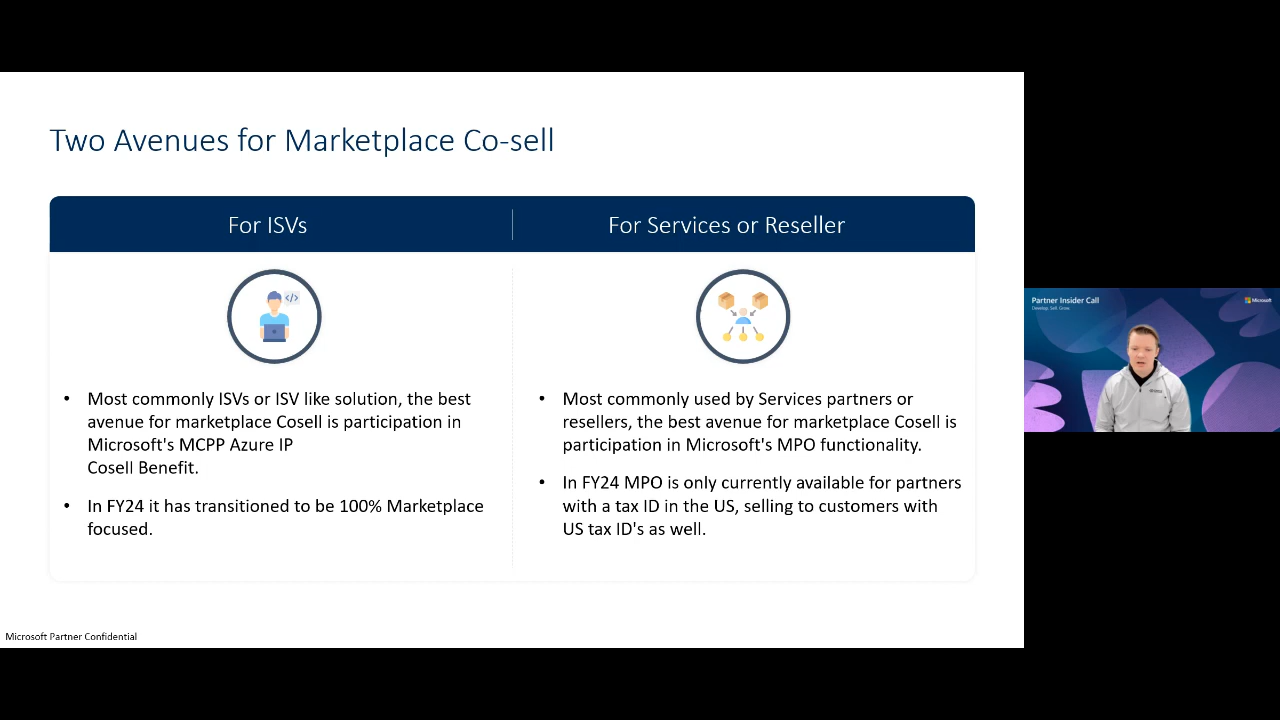 Two Avenues for Marketplace Co-sell
For ISVs
For Services or Reseller
• Most commonly ISVs or ISV like solution, the best
avenue for marketplace Cosell is participation in
Microsoft's MCPP Azure IP
Cosell Benefit.
• In FY24 it has transitioned to be 100% Marketplace
focused.
• Most commonly used by Services partners or
resellers, the best avenue for marketplace Cosell is
participation in Microsoft's MPO functionality.
• In FY24 MPO is only currently available for partners
with a tax ID in the US, selling to customers with
US tax ID's as well.
Microsoft Partner Confidential
Partner Insider Call
Develop. Sell. Grow.
Microsoft